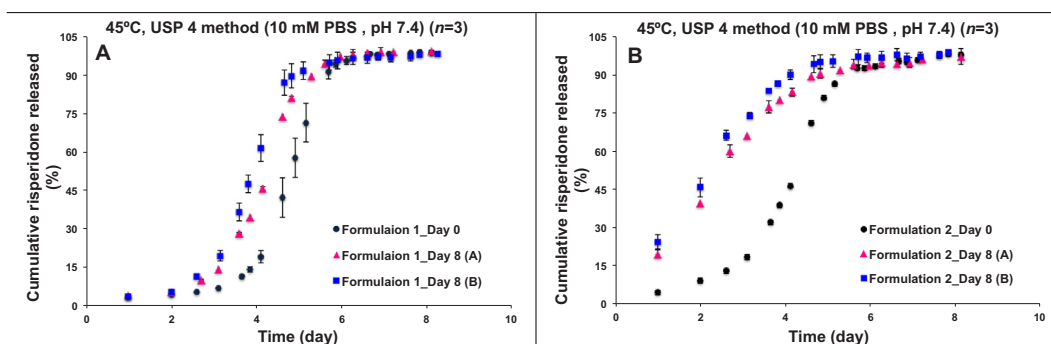 45ºC, USP 4 method (10 mM PBS , pH 7.4) (n=3)
A
Cumulative risperidone released
(%)
105
90
75
60
45
30
15
0
Formulaion 1_Day 0
Formulaion 1_Day 8 (A)
Formulaion 1_Day 8 (B)
0 2 4 6 8 10
Time (day)
45ºC, USP 4 method (10 mM PBS , pH 7.4) (n=3)
B
Cumulative risperidone released
(%)
105
90
75
60
45
30
15
0
Formulation 2_Day 0
Formulation 2_Day 8 (A)
Formulation 2_Day 8 (B)
0 2 4 6 8 10
Time (day)